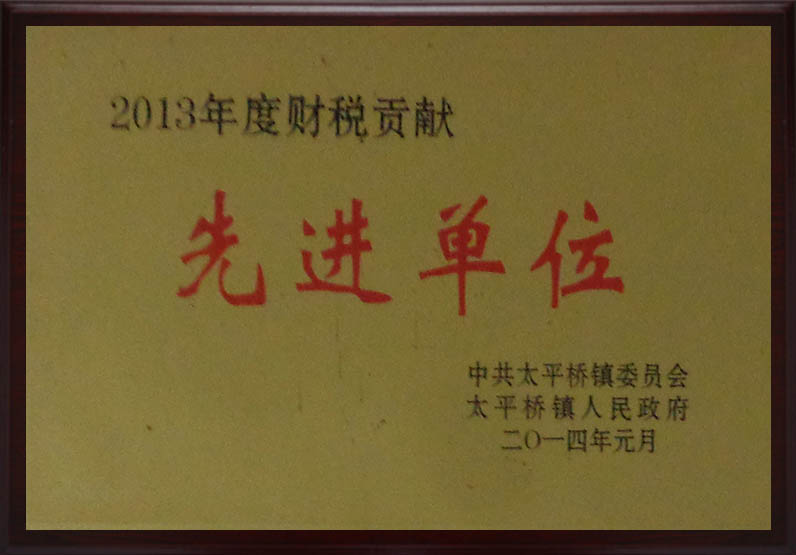 2013年度财税贡献
先进单位
中共太平桥镇委员会
太平桥镇人民政府
二〇一四年元月